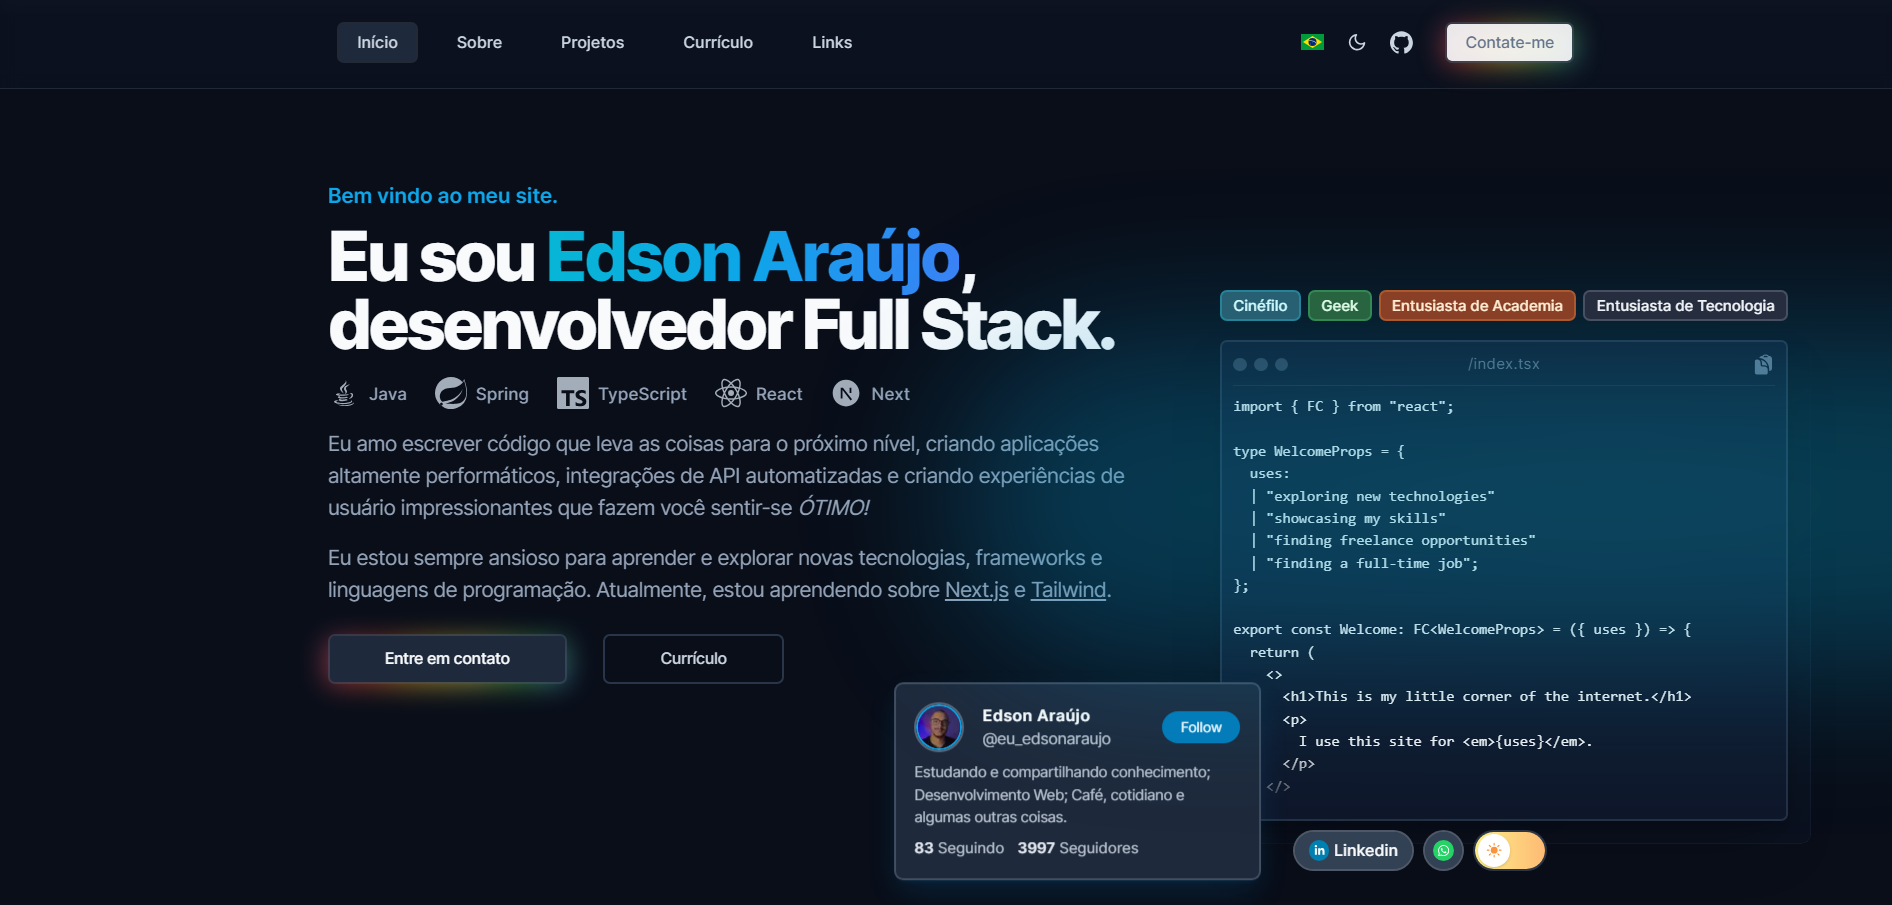 Início
Sobre
Projetos
Currículo
Links
Contate-me
Bem vindo ao meu site.
Eu sou Edson Araújo,
desenvolvedor Full Stack.
Java
Spring
TS
TypeScript
React
N
Next
Eu amo escrever código que leva as coisas para o próximo nível, criando aplicações
altamente performáticos, integrações de API automatizadas e criando experiências de
usuário impressionantes que fazem você sentir-se ÓTIMO!
Eu estou sempre ansioso para aprender e explorar novas tecnologias, frameworks e
linguagens de programação. Atualmente, estou aprendendo sobre Next.js e Tailwind.
Entre em contato
Currículo
Cinéfilo
Geek
Entusiasta de Academia
Entusiasta de Tecnologia
/index.tsx
import { FC } from "react";
type WelcomeProps = {
  uses:
  | "exploring new technologies"
  | "showcasing my skills"
  | "finding freelance opportunities"
  | "finding a full-time job";
};
export const Welcome: FC<WelcomeProps> = ({ uses }) => {
  return (
    <>
      <h1>This is my little corner of the internet.</h1>
      <p>
        I use this site for <em>{uses}</em>.
      </p>
    </>
Edson Araújo
@eu_edsonaraujo
Follow
Estudando e compartilhando conhecimento;
Desenvolvimento Web; Café, cotidiano e
algumas outras coisas.
83 Seguindo 3997 Seguidores
in Linkedin